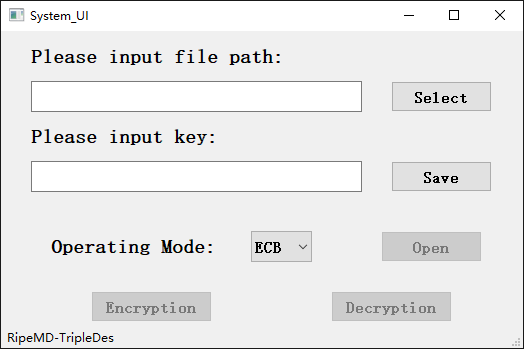 System_UI
Please input file path:
Select
Please input key:
Save
Operating Mode: ECB Open
Encryption Decryption
RipeMD-TripleDes